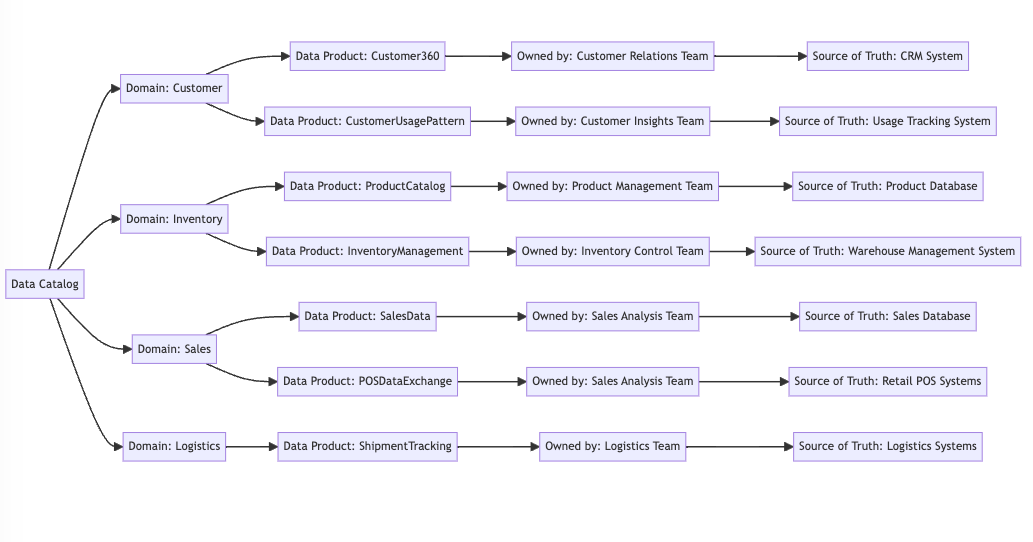 Data Catalog
Domain: Customer
Data Product: Customer360
Owned by: Customer Relations Team
Source of Truth: CRM System
Data Product: CustomerUsagePattern
Owned by: Customer Insights Team
Source of Truth: Usage Tracking System
Domain: Inventory
Data Product: ProductCatalog
Owned by: Product Management Team
Source of Truth: Product Database
Data Product: InventoryManagement
Owned by: Inventory Control Team
Source of Truth: Warehouse Management System
Domain: Sales
Data Product: SalesData
Owned by: Sales Analysis Team
Source of Truth: Sales Database
Data Product: POSDataExchange
Owned by: Sales Analysis Team
Source of Truth: Retail POS Systems
Domain: Logistics
Data Product: ShipmentTracking
Owned by: Logistics Team
Source of Truth: Logistics Systems